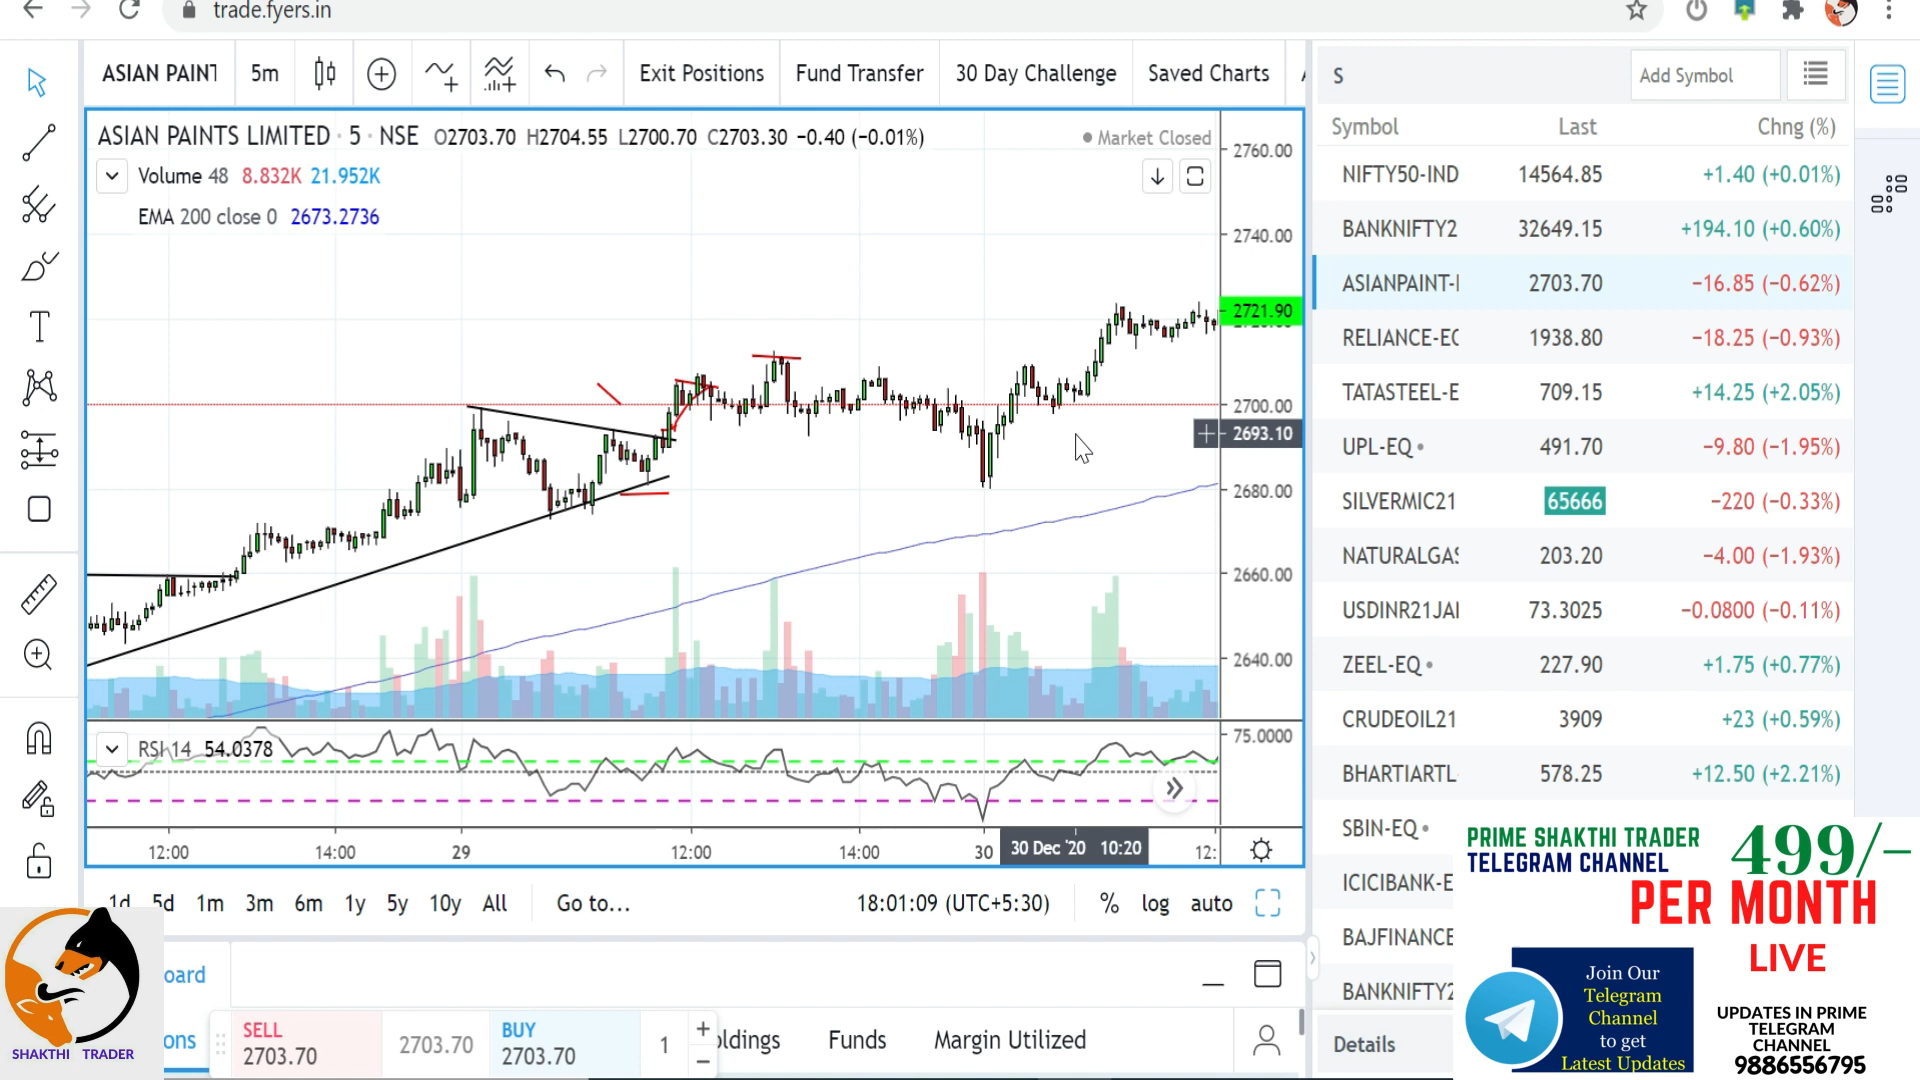 trade.fyers.in
ASIAN PAINT 5m Exit Positions Fund Transfer 30 Day Challenge Saved Charts
S Add Symbol
ASIAN PAINTS LIMITED · 5 · NSE O2703.70 H2704.55 L2700.70 C2703.30 −0.40 (−0.01%) Market Closed
Volume 48 8.832K 21.952K
EMA 200 close 0 2673.2736
2760.00
2740.00
2721.90
2700.00
2693.10
2680.00
2660.00
2640.00
RSI 14 54.0378
75.0000
12:00 14:00 29 12:00 14:00 30 30 Dec '20 10:20 12:
1d 5d 1m 3m 6m 1y 5y 10y All Go to... 18:01:09 (UTC+5:30) % log auto
oard
ons
SELL
2703.70
2703.70
BUY
2703.70
1
oldings Funds Margin Utilized
SHAKTHI TRADER
Symbol Last Chng (%)
NIFTY50-IND 14564.85 +1.40 (+0.01%)
BANKNIFTY2 32649.15 +194.10 (+0.60%)
ASIANPAINT- 2703.70 −16.85 (−0.62%)
RELIANCE-EC 1938.80 −18.25 (−0.93%)
TATASTEEL-E 709.15 +14.25 (+2.05%)
UPL-EQ 491.70 −9.80 (−1.95%)
SILVERMIC21 65666 −220 (−0.33%)
NATURALGAS 203.20 −4.00 (−1.93%)
USDINR21JAI 73.3025 −0.0800 (−0.11%)
ZEEL-EQ 227.90 +1.75 (+0.77%)
CRUDEOIL21 3909 +23 (+0.59%)
BHARTIARTL- 578.25 +12.50 (+2.21%)
SBIN-EQ
ICICIBANK-E
BAJFINANCE
BANKNIFTY2
Details
PRIME SHAKTHI TRADER
TELEGRAM CHANNEL
499/-
PER MONTH
LIVE
Join Our
Telegram
Channel
to get
Latest Updates
UPDATES IN PRIME
TELEGRAM
CHANNEL
9886556795